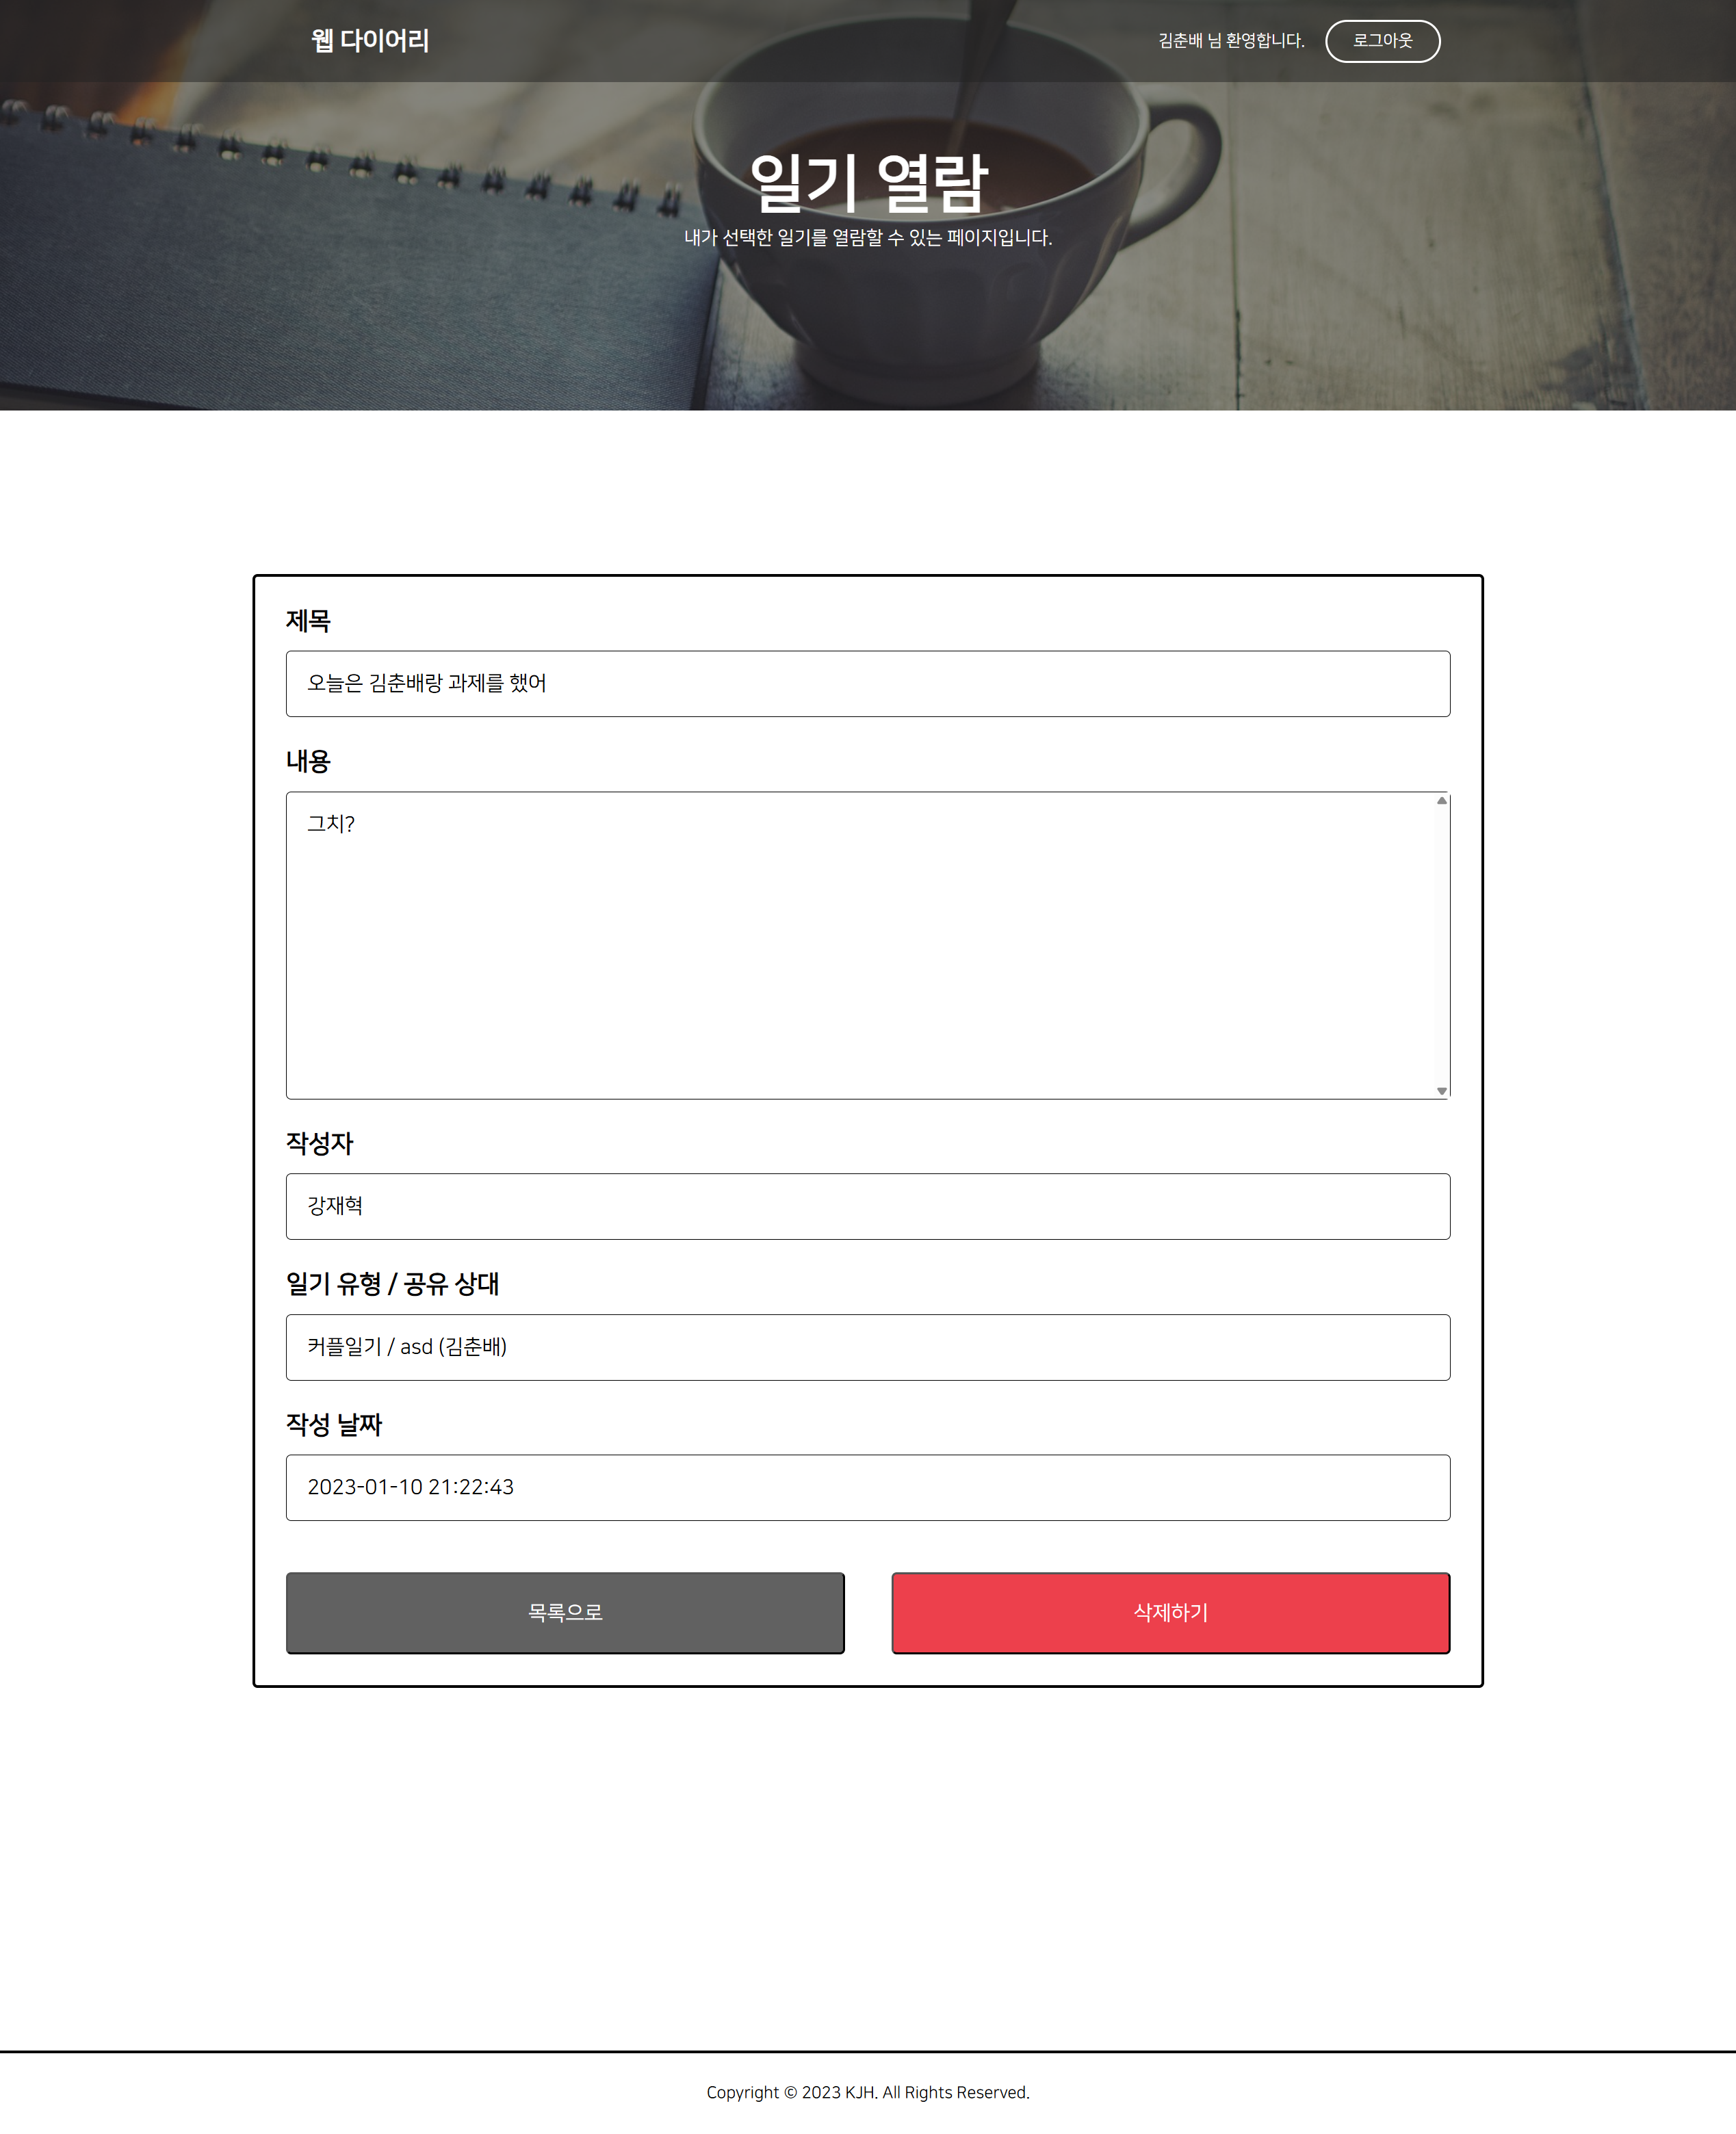 웹 다이어리
김춘배 님 환영합니다.
로그아웃
일기 열람
내가 선택한 일기를 열람할 수 있는 페이지입니다.
제목
오늘은 김춘배랑 과제를 했어
내용
그치?
작성자
강재혁
일기 유형 / 공유 상대
커플일기 / asd (김춘배)
작성 날짜
2023-01-10 21:22:43
목록으로
삭제하기
Copyright © 2023 KJH. All Rights Reserved.